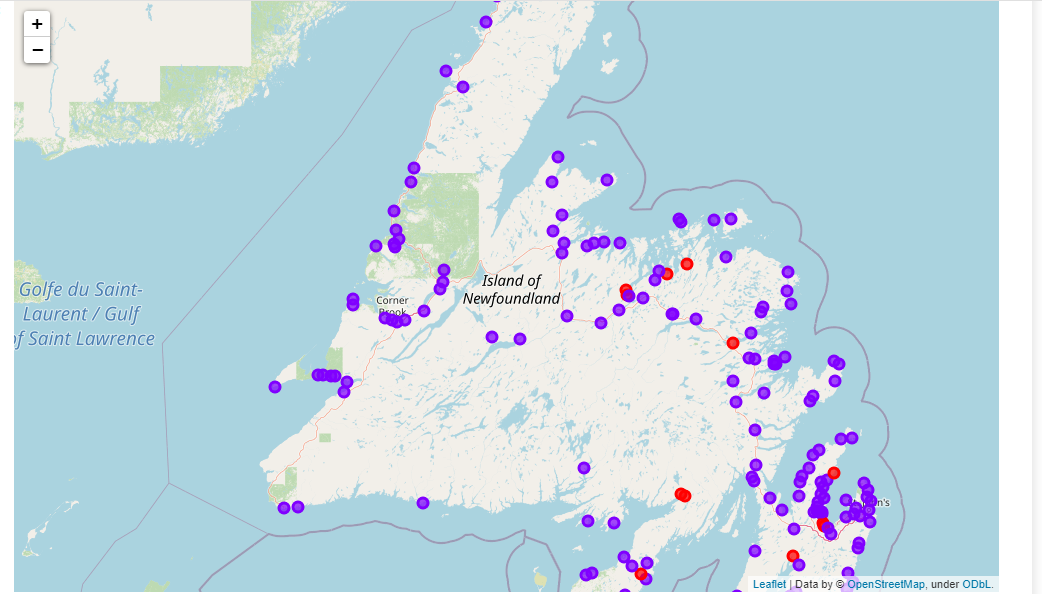 +
−
Island of
Newfoundland
Golfe du Saint-
Laurent / Gulf
of Saint Lawrence
Corner
Brook
Leaflet | Data by © OpenStreetMap, under ODbL.